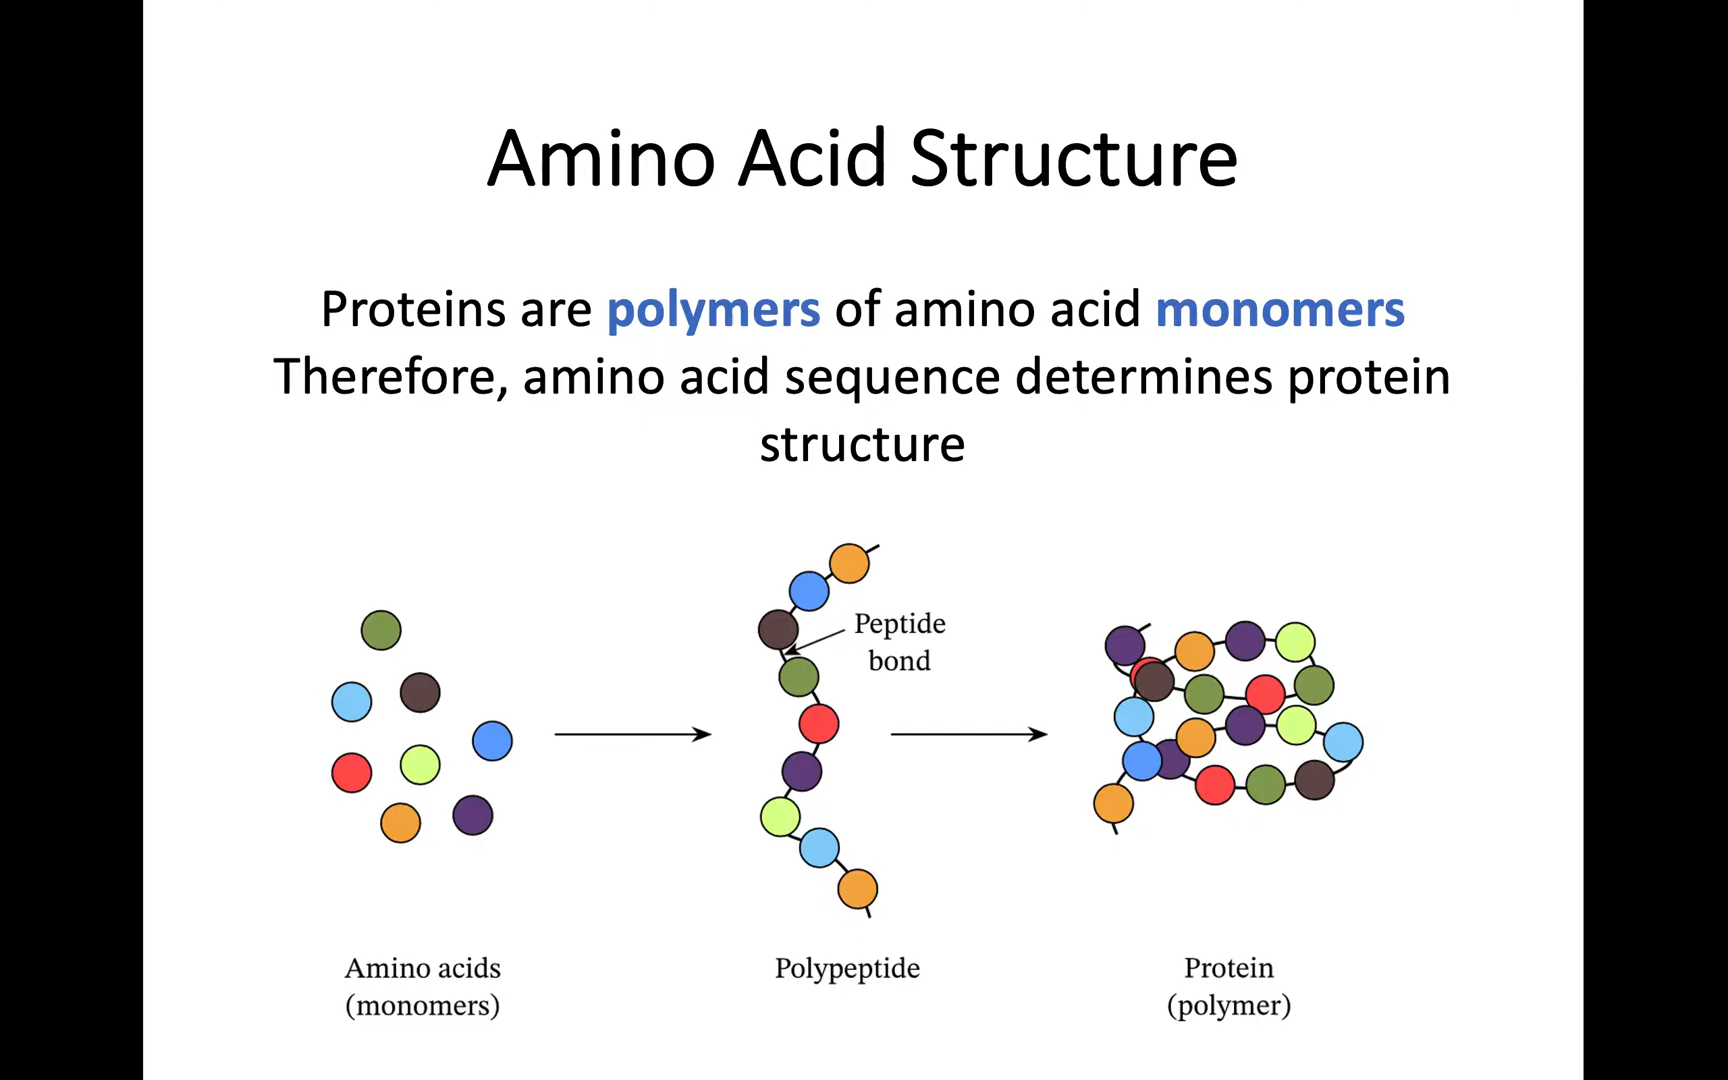 Amino Acid Structure
Proteins are polymers of amino acid monomers
Therefore, amino acid sequence determines protein
structure
Peptide
bond
Amino acids
(monomers)
Polypeptide
Protein
(polymer)